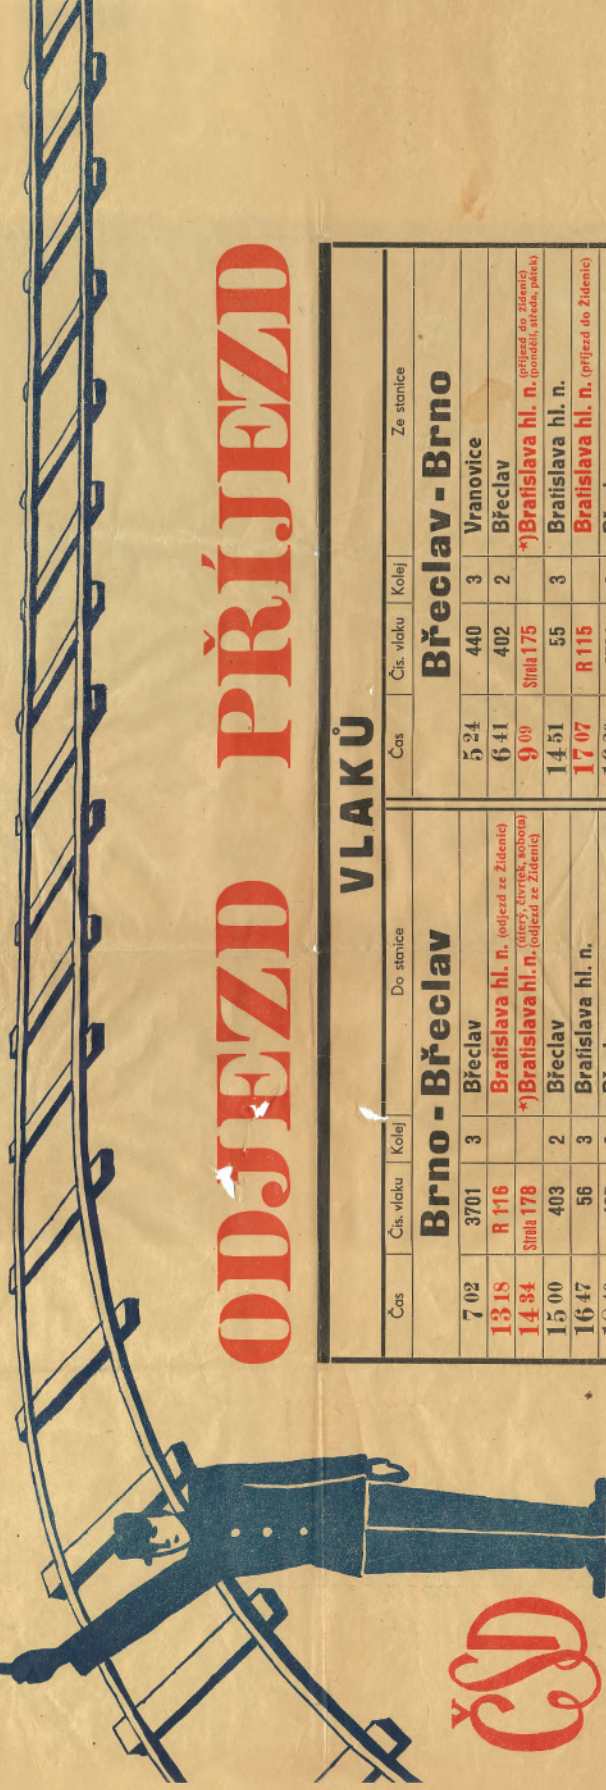 ODJEZD PŘÍJEZD
VLAKŮ
Čas Čís. vlaku Kolej Do stanice Čas Čís. vlaku Kolej Ze stanice
Brno - Břeclav Břeclav - Brno
7 02 3701 3 Břeclav 5 24 440 3 Vranovice
13 18 R 116 Bratislava hl. n. (odjezd ze Židenic) 6 41 402 2 Břeclav
14 34 Strela 178 *) Bratislava hl. n. (úterý, čtvrtek, sobota) (odjezd ze Židenic) 9 09 Strela 175 *) Bratislava hl. n. (příjezd do Židenic) (pondělí, středa, pátek)
15 00 403 2 Břeclav 14 51 55 3 Bratislava hl. n.
16 47 56 3 Bratislava hl. n. 17 07 R 115 Bratislava hl. n. (příjezd do Židenic)
ČSD